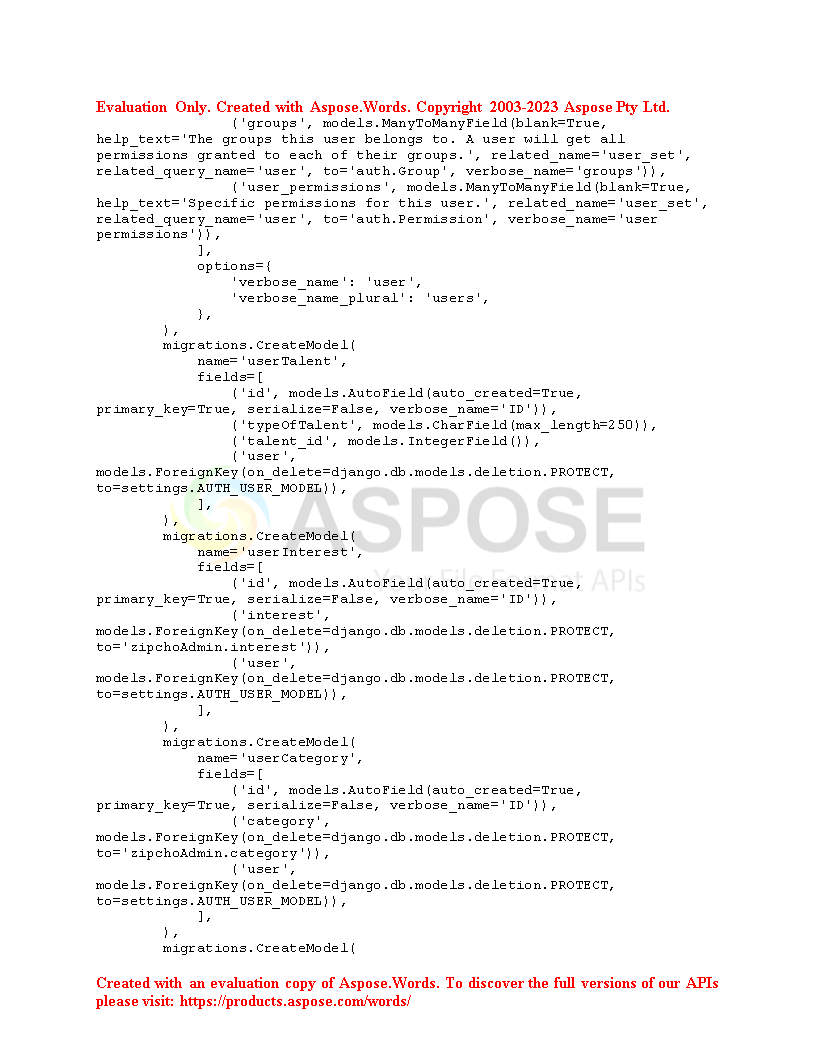 Evaluation Only. Created with Aspose.Words. Copyright 2003-2023 Aspose Pty Ltd.
                ('groups', models.ManyToManyField(blank=True,
help_text='The groups this user belongs to. A user will get all
permissions granted to each of their groups.', related_name='user_set',
related_query_name='user', to='auth.Group', verbose_name='groups')),
                ('user_permissions', models.ManyToManyField(blank=True,
help_text='Specific permissions for this user.', related_name='user_set',
related_query_name='user', to='auth.Permission', verbose_name='user
permissions')),
            ],
            options={
                'verbose_name': 'user',
                'verbose_name_plural': 'users',
            },
        ),
        migrations.CreateModel(
            name='userTalent',
            fields=[
                ('id', models.AutoField(auto_created=True,
primary_key=True, serialize=False, verbose_name='ID')),
                ('typeOfTalent', models.CharField(max_length=250)),
                ('talent_id', models.IntegerField()),
                ('user',
models.ForeignKey(on_delete=django.db.models.deletion.PROTECT,
to=settings.AUTH_USER_MODEL)),
            ],
        ),
        migrations.CreateModel(
            name='userInterest',
            fields=[
                ('id', models.AutoField(auto_created=True,
primary_key=True, serialize=False, verbose_name='ID')),
                ('interest',
models.ForeignKey(on_delete=django.db.models.deletion.PROTECT,
to='zipchoAdmin.interest')),
                ('user',
models.ForeignKey(on_delete=django.db.models.deletion.PROTECT,
to=settings.AUTH_USER_MODEL)),
            ],
        ),
        migrations.CreateModel(
            name='userCategory',
            fields=[
                ('id', models.AutoField(auto_created=True,
primary_key=True, serialize=False, verbose_name='ID')),
                ('category',
models.ForeignKey(on_delete=django.db.models.deletion.PROTECT,
to='zipchoAdmin.category')),
                ('user',
models.ForeignKey(on_delete=django.db.models.deletion.PROTECT,
to=settings.AUTH_USER_MODEL)),
            ],
        ),
        migrations.CreateModel(
ASPOSE
Your File Format APIs
Created with an evaluation copy of Aspose.Words. To discover the full versions of our APIs
please visit: https://products.aspose.com/words/